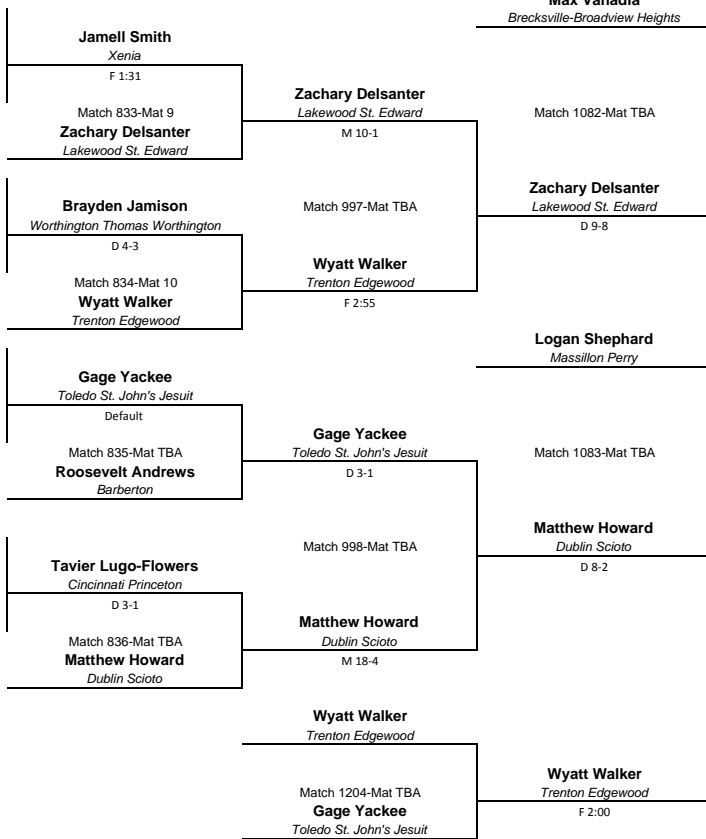 Max Vanadia
Brecksville-Broadview Heights
Jamell Smith
Xenia
F 1:31
Match 833-Mat 9
Zachary Delsanter
Lakewood St. Edward
Zachary Delsanter
Lakewood St. Edward
M 10-1
Match 1082-Mat TBA
Brayden Jamison
Worthington Thomas Worthington
D 4-3
Match 834-Mat 10
Wyatt Walker
Trenton Edgewood
Match 997-Mat TBA
Wyatt Walker
Trenton Edgewood
F 2:55
Zachary Delsanter
Lakewood St. Edward
D 9-8
Logan Shephard
Massillon Perry
Gage Yackee
Toledo St. John's Jesuit
Default
Match 835-Mat TBA
Roosevelt Andrews
Barberton
Gage Yackee
Toledo St. John's Jesuit
D 3-1
Match 1083-Mat TBA
Tavier Lugo-Flowers
Cincinnati Princeton
D 3-1
Match 836-Mat TBA
Matthew Howard
Dublin Scioto
Match 998-Mat TBA
Matthew Howard
Dublin Scioto
M 18-4
Matthew Howard
Dublin Scioto
D 8-2
Wyatt Walker
Trenton Edgewood
Match 1204-Mat TBA
Gage Yackee
Toledo St. John's Jesuit
Wyatt Walker
Trenton Edgewood
F 2:00